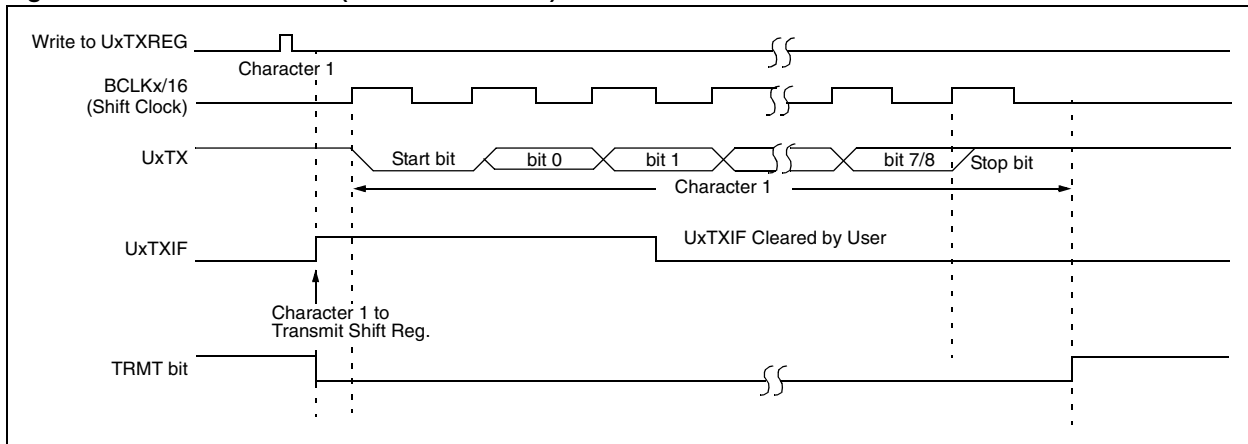 Write to UxTXREG
Character 1
BCLKx/16
(Shift Clock)
UxTX
Start bit
bit 0
bit 1
bit 7/8
Stop bit
Character 1
UxTXIF
UxTXIF Cleared by User
Character 1 to
Transmit Shift Reg.
TRMT bit